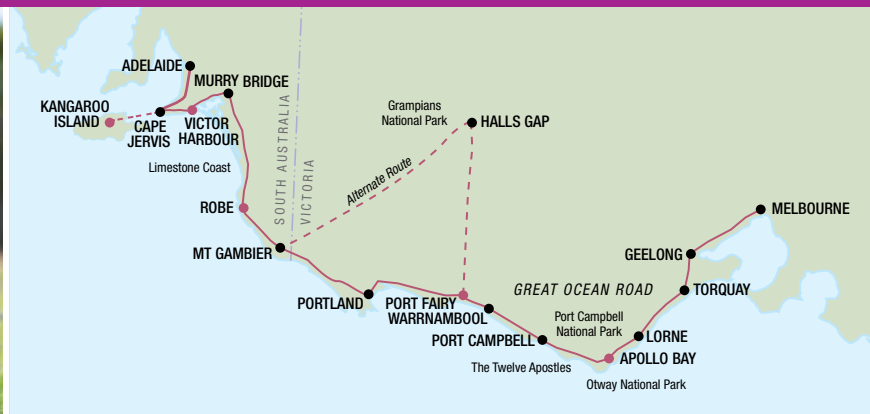 ADELAIDE
MURRY BRIDGE
KANGAROO
ISLAND
CAPE
JERVIS
VICTOR
HARBOUR
Limestone Coast
ROBE
MT GAMBIER
SOUTH AUSTRALIA
VICTORIA
Grampians
National Park
HALLS GAP
Alternate Route
PORTLAND
PORT FAIRY
WARRNAMBOOL
PORT CAMPBELL
The Twelve Apostles
GREAT OCEAN ROAD
Port Campbell
National Park
MELBOURNE
GEELONG
TORQUAY
LORNE
APOLLO BAY
Otway National Park